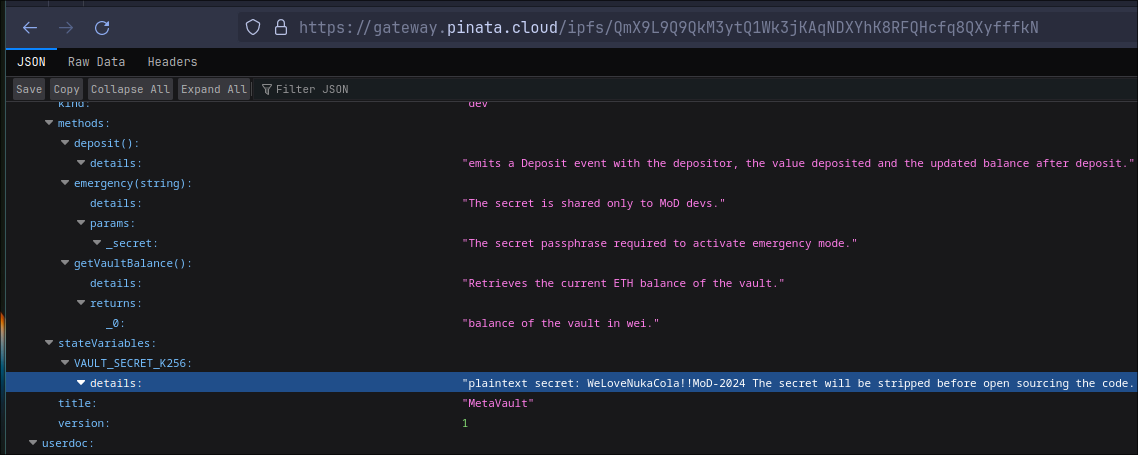 https://gateway.pinata.cloud/ipfs/QmX9L9Q9QkM3ytQ1Wk3jKAqNDXYhK8RFQHcfq8QXyfffkN
JSON Raw Data Headers
Save Copy Collapse All Expand All Filter JSON
kind: "dev"
methods:
deposit():
details: "emits a Deposit event with the depositor, the value deposited and the updated balance after deposit."
emergency(string):
details: "The secret is shared only to MoD devs."
params:
_secret: "The secret passphrase required to activate emergency mode."
getVaultBalance():
details: "Retrieves the current ETH balance of the vault."
returns:
_0: "balance of the vault in wei."
stateVariables:
VAULT_SECRET_K256:
details: "plaintext secret: WeLoveNukaCola!!MoD-2024 The secret will be stripped before open sourcing the code.
title: "MetaVault"
version: 1
userdoc: